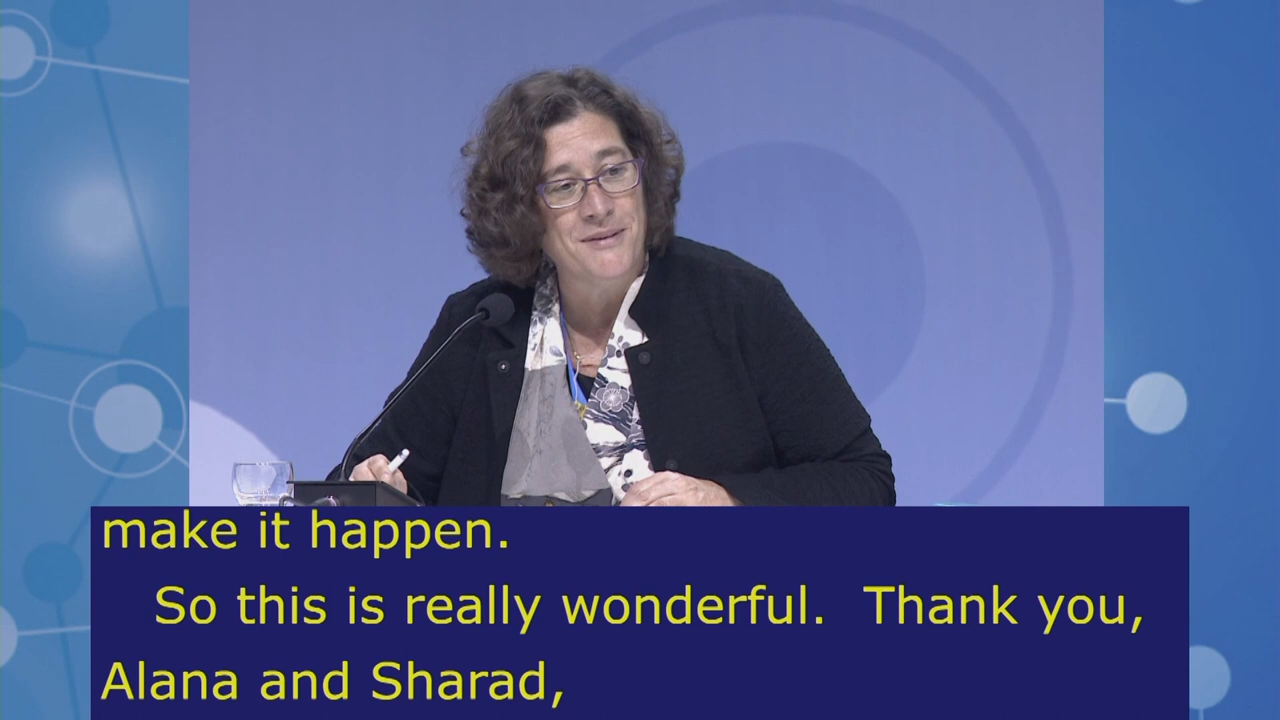 make it happen.
So this is really wonderful.  Thank you,
Alana and Sharad,